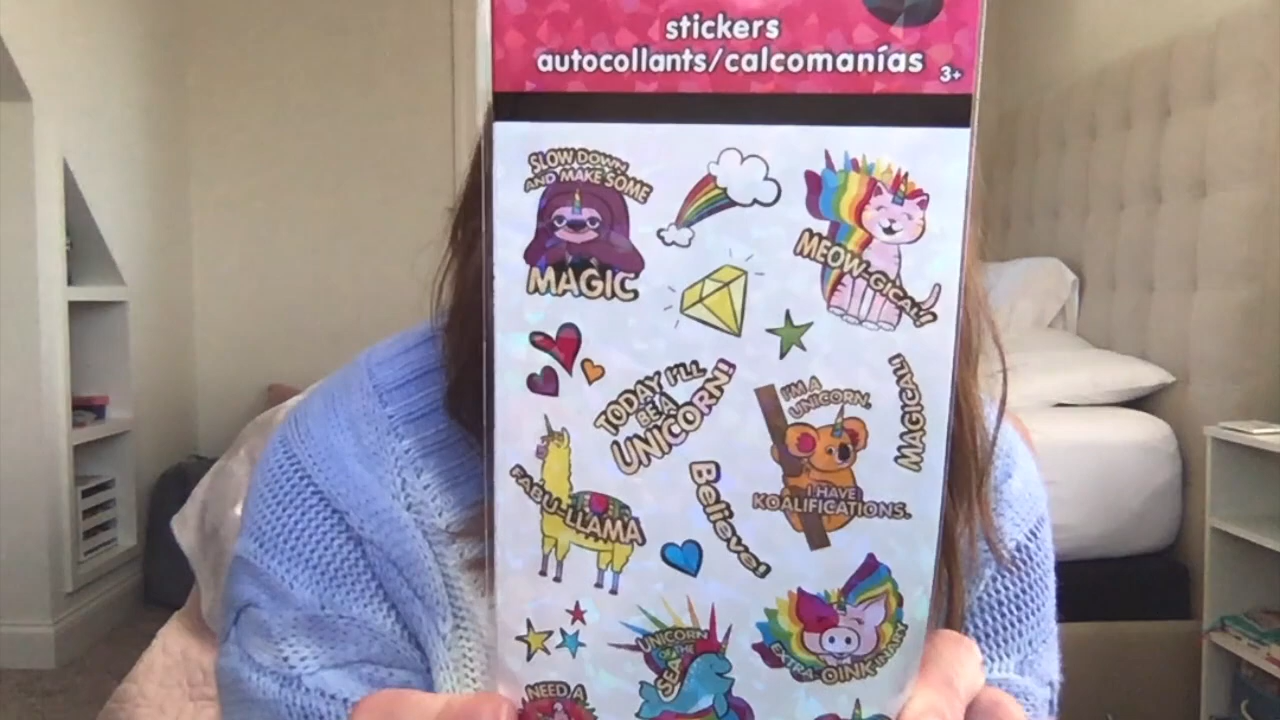 stickers
autocollants/calcomanías
3+
SLOW DOWN
AND MAKE SOME
MAGIC
MEOW-GICAL!
TODAY I'LL
BE A
UNICORN!
I'M A
UNICORN.
I HAVE
KOALIFICATIONS.
MAGICAL!
FABU-LLAMA
Believe!
UNICORN
OF THE
SEA
EXTRA-OINK-INARY
NEED A